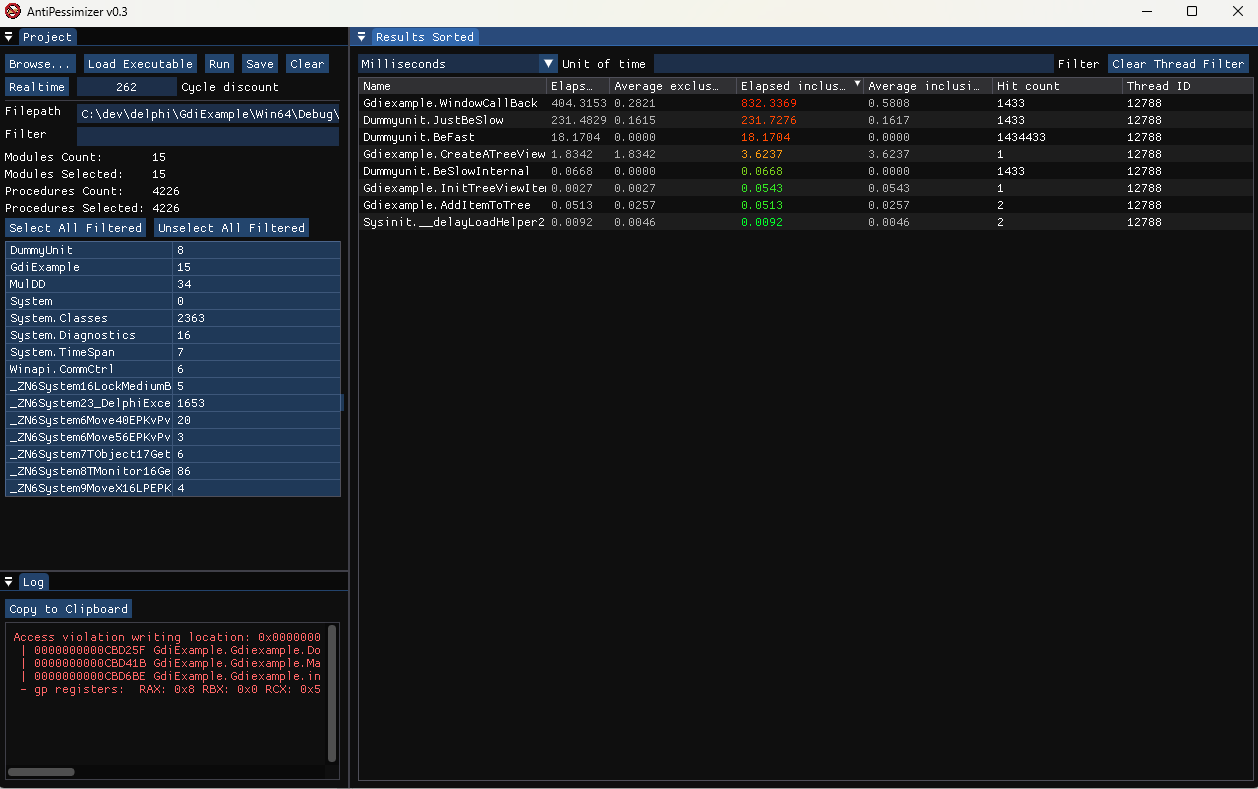 AntiPessimizer v0.3
Project
Browse... Load Executable Run Save Clear
Realtime 262 Cycle discount
Filepath C:\dev\delphi\GdiExample\Win64\Debug\
Filter
Modules Count: 15
Modules Selected: 15
Procedures Count: 4226
Procedures Selected: 4226
Select All Filtered Unselect All Filtered
DummyUnit 8
GdiExample 15
MulDD 34
System 0
System.Classes 2363
System.Diagnostics 16
System.TimeSpan 7
Winapi.CommCtrl 6
_ZN6System16LockMediumB 5
_ZN6System23_DelphiExce 1653
_ZN6System6Move40EPKvPv 20
_ZN6System6Move56EPKvPv 3
_ZN6System7TObject17Get 6
_ZN6System8TMonitor16Ge 86
_ZN6System9MoveX16LPEPK 4
Log
Copy to Clipboard
Access violation writing location: 0x0000000
| 0000000000CBD25F GdiExample.Gdiexample.Do
| 0000000000CBD41B GdiExample.Gdiexample.Ma
| 0000000000CBD6BE GdiExample.Gdiexample.in
- gp registers: RAX: 0x8 RBX: 0x0 RCX: 0x5
Results Sorted
Milliseconds Unit of time Filter Clear Thread Filter
Name Elaps... Average exclus... Elapsed inclus... Average inclusi... Hit count Thread ID
Gdiexample.WindowCallBack 404.3153 0.2821 832.3369 0.5808 1433 12788
Dummyunit.JustBeSlow 231.4829 0.1615 231.7276 0.1617 1433 12788
Dummyunit.BeFast 18.1704 0.0000 18.1704 0.0000 1434433 12788
Gdiexample.CreateATreeView 1.8342 1.8342 3.6237 3.6237 1 12788
Dummyunit.BeSlowInternal 0.0668 0.0000 0.0668 0.0000 1433 12788
Gdiexample.InitTreeViewIte 0.0027 0.0027 0.0543 0.0543 1 12788
Gdiexample.AddItemToTree 0.0513 0.0257 0.0513 0.0257 2 12788
Sysinit.__delayLoadHelper2 0.0092 0.0046 0.0092 0.0046 2 12788